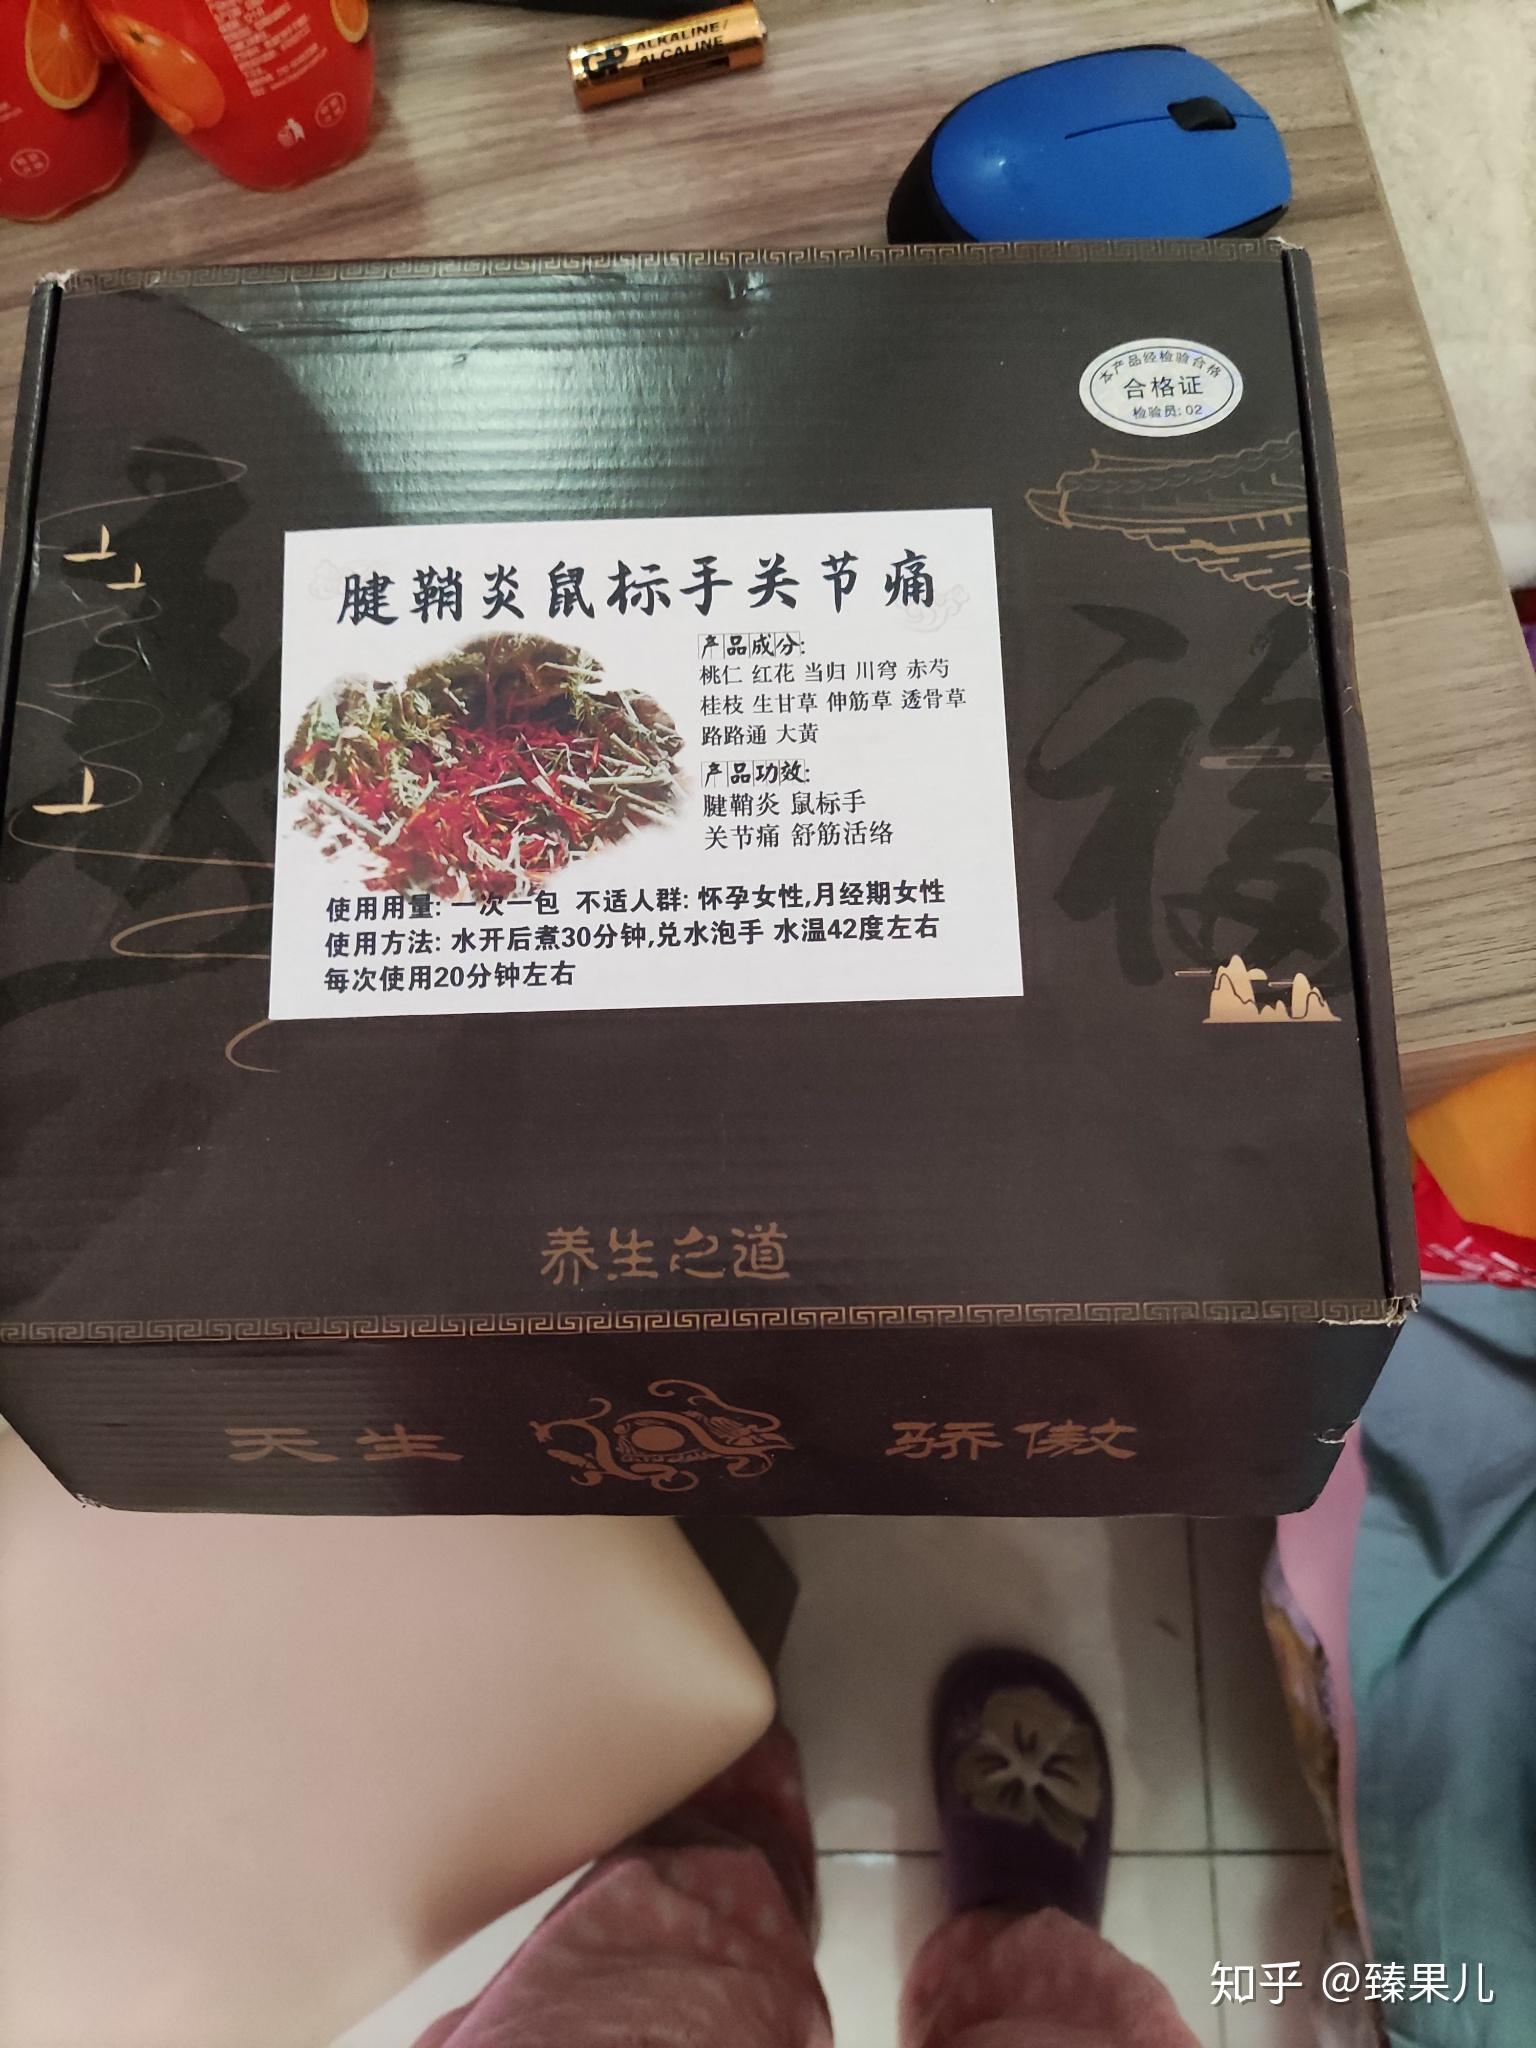 GP ALKALINE/
ALCALINE
本产品经检验合格
合格证
检验员: 02
腱鞘炎鼠标手关节痛
产品成分:
桃仁 红花 当归 川穹 赤芍
桂枝 生甘草 伸筋草 透骨草
路路通 大黄
产品功效:
腱鞘炎 鼠标手
关节痛 舒筋活络
使用用量: 一次一包 不适人群: 怀孕女性,月经期女性
使用方法: 水开后煮30分钟,兑水泡手 水温42度左右
每次使用20分钟左右
福
养生之道
天生 骄傲
知乎 @臻果儿